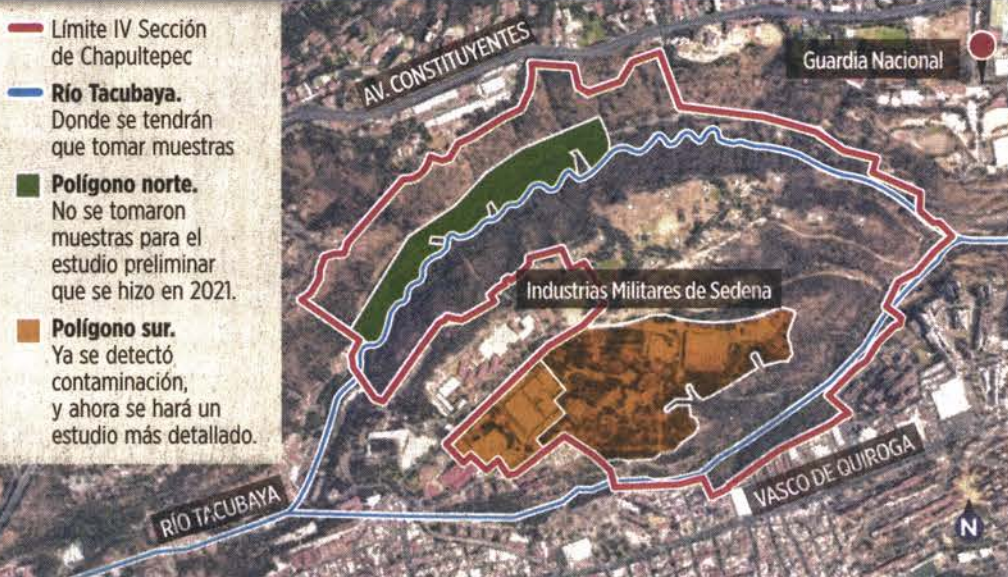 Límite IV Sección
de Chapultepec
Río Tacubaya.
Donde se tendrán
que tomar muestras
Polígono norte.
No se tomaron
muestras para el
estudio preliminar
que se hizo en 2021.
Polígono sur.
Ya se detectó
contaminación,
y ahora se hará un
estudio más detallado.
AV. CONSTITUYENTES
Guardia Nacional
Industrias Militares de Sedena
RÍO TACUBAYA
VASCO DE QUIROGA
N